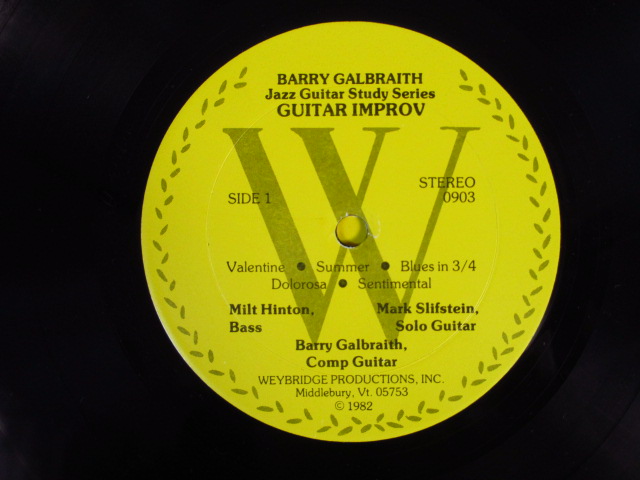 BARRY GALBRAITH
Jazz Guitar Study Series
GUITAR IMPROV
W
SIDE 1
STEREO
0903
Valentine • Summer • Blues in 3/4
Dolorosa • Sentimental
Milt Hinton,
Bass
Mark Slifstein,
Solo Guitar
Barry Galbraith,
Comp Guitar
WEYBRIDGE PRODUCTIONS, INC.
Middlebury, Vt. 05753
© 1982